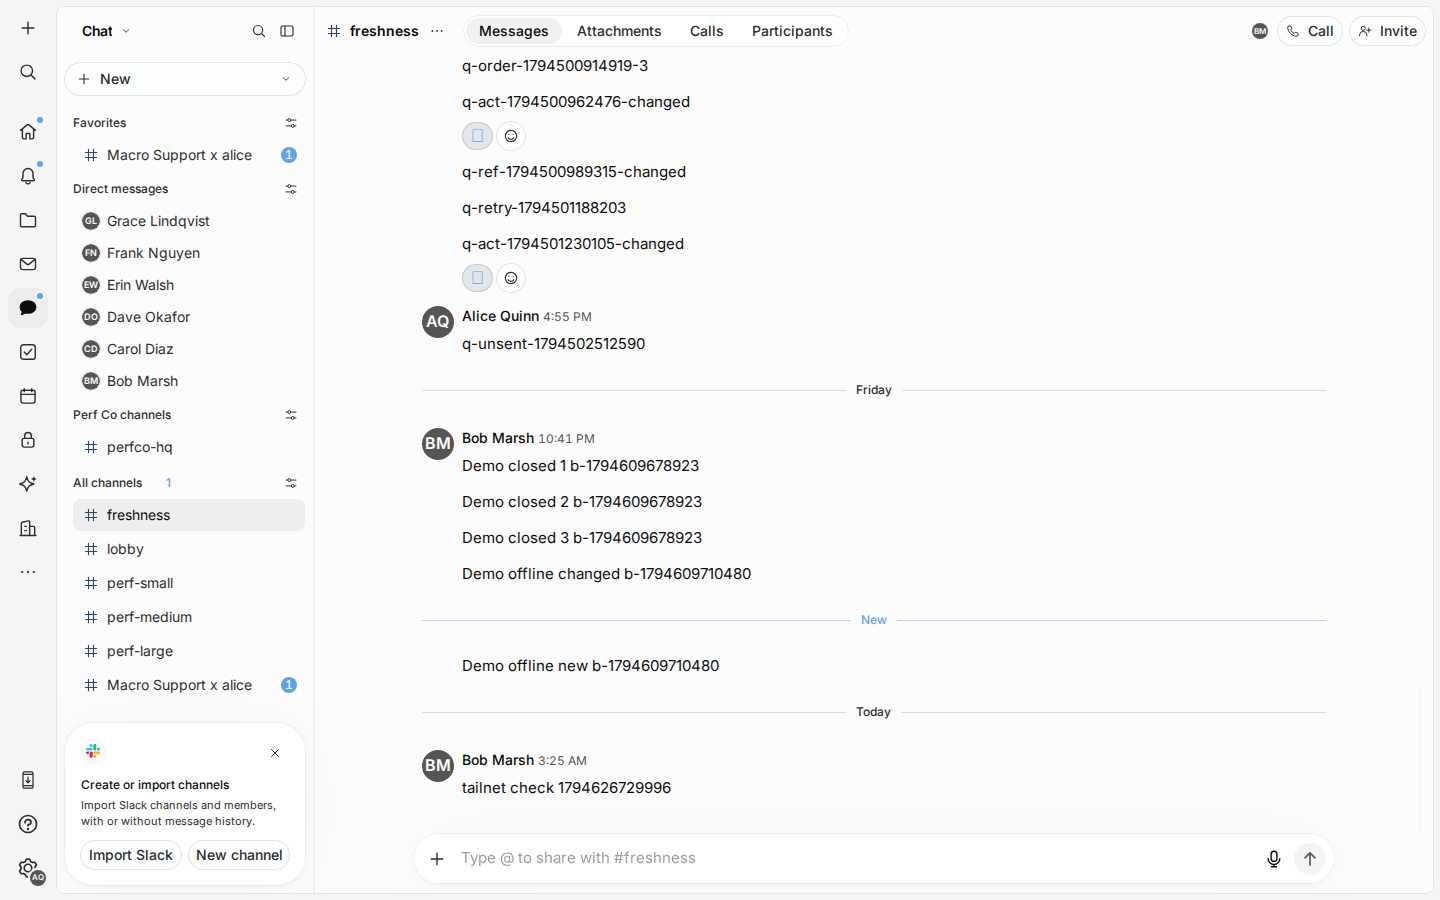 Chat
New
Favorites
Macro Support x alice
1
Direct messages
GL Grace Lindqvist
FN Frank Nguyen
EW Erin Walsh
DO Dave Okafor
CD Carol Diaz
BM Bob Marsh
Perf Co channels
perfco-hq
All channels 1
freshness
lobby
perf-small
perf-medium
perf-large
Macro Support x alice
1
Create or import channels
Import Slack channels and members,
with or without message history.
Import Slack
New channel
AQ
freshness
Messages
Attachments
Calls
Participants
BM
Call
Invite
q-order-1794500914919-3
q-act-1794500962476-changed
q-ref-1794500989315-changed
q-retry-1794501188203
q-act-1794501230105-changed
AQ
Alice Quinn 4:55 PM
q-unsent-1794502512590
Friday
BM
Bob Marsh 10:41 PM
Demo closed 1 b-1794609678923
Demo closed 2 b-1794609678923
Demo closed 3 b-1794609678923
Demo offline changed b-1794609710480
New
Demo offline new b-1794609710480
Today
BM
Bob Marsh 3:25 AM
tailnet check 1794626729996
Type @ to share with #freshness